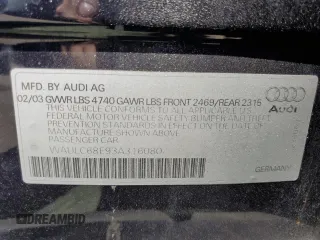 MFD. BY AUDI AG
02/03 GVWR LBS 4740 GAWR LBS FRONT 2469/REAR 2315
THIS VEHICLE CONFORMS TO ALL APPLICABLE U.S.
FEDERAL MOTOR VEHICLE SAFETY BUMPER AND THEFT
PREVENTION STANDARDS IN EFFECT ON THE DATE OF
MANUFACTURE SHOWN ABOVE.
PASSENGER CAR
Audi
GERMANY
DREAMBID